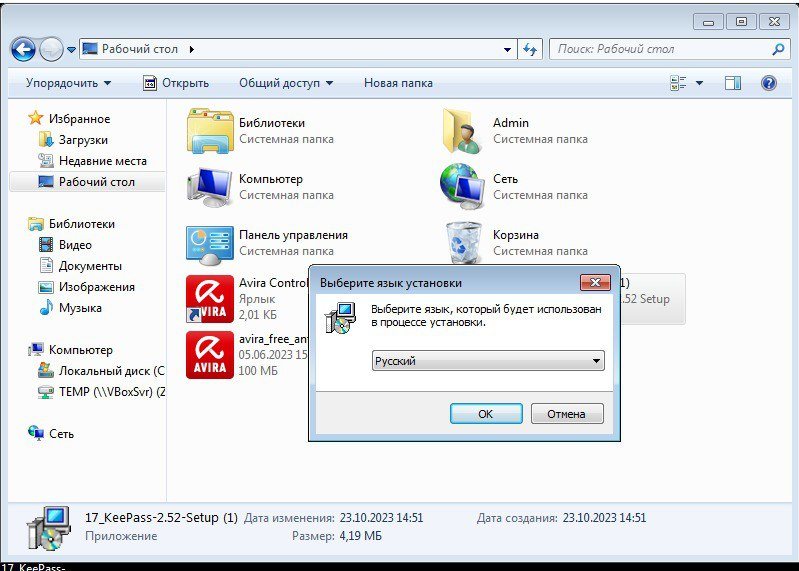 Рабочий стол
Поиск: Рабочий стол
Упорядочить
Открыть
Общий доступ
Новая папка
Избранное
Загрузки
Недавние места
Рабочий стол
Библиотеки
Видео
Документы
Изображения
Музыка
Компьютер
Локальный диск (C
TEMP (\\VBoxSvr) (Z
Сеть
Библиотеки
Системная папка
Admin
Системная папка
Компьютер
Системная папка
Сеть
Системная папка
Панель управления
Системная папка
Корзина
Системная папка
AVIRA
Avira Control
Ярлык
2,01 КБ
1)
2.52 Setup
AVIRA
avira_free_ant
05.06.2023 15
100 МБ
Выберите язык установки
Выберите язык, который будет использован
в процессе установки.
Русский
OK
Отмена
17_KeePass-2.52-Setup (1) Дата изменения: 23.10.2023 14:51 Дата создания: 23.10.2023 14:51
Приложение Размер: 4,19 МБ
17_KeePass-